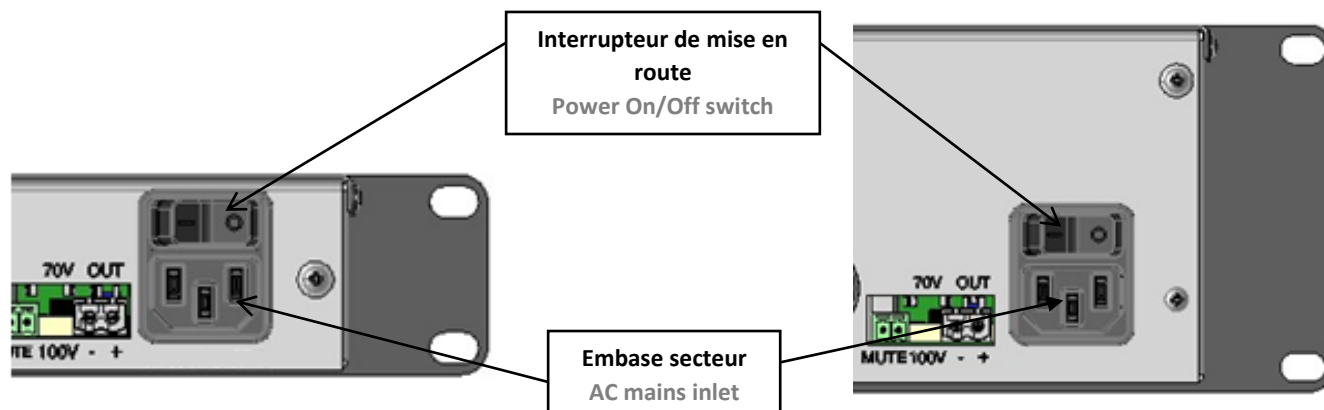 Interrupteur de mise en
route
Power On/Off switch
70V OUT
100V - +
70V OUT
MUTE 100V - +
Embase secteur
AC mains inlet